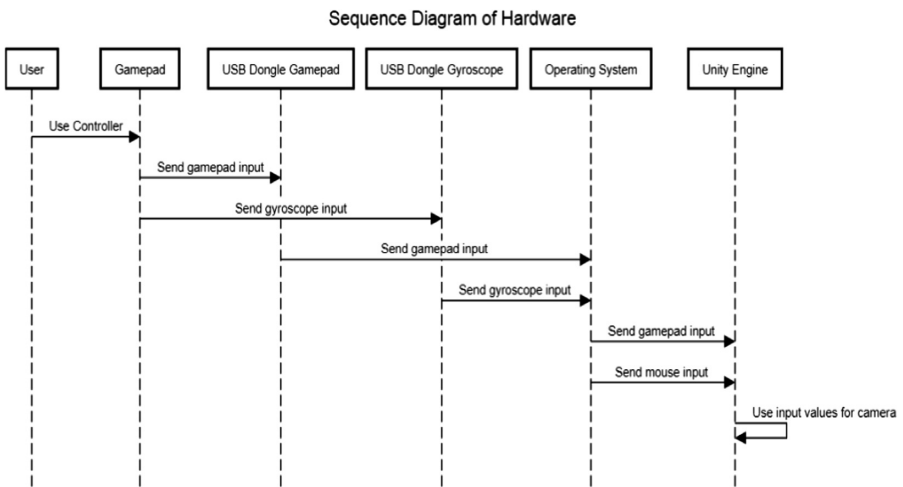 Sequence Diagram of Hardware
User
Gamepad
USB Dongle Gamepad
USB Dongle Gyroscope
Operating System
Unity Engine
Use Controller
Send gamepad input
Send gyroscope input
Send gamepad input
Send gyroscope input
Send gamepad input
Send mouse input
Use input values for camera